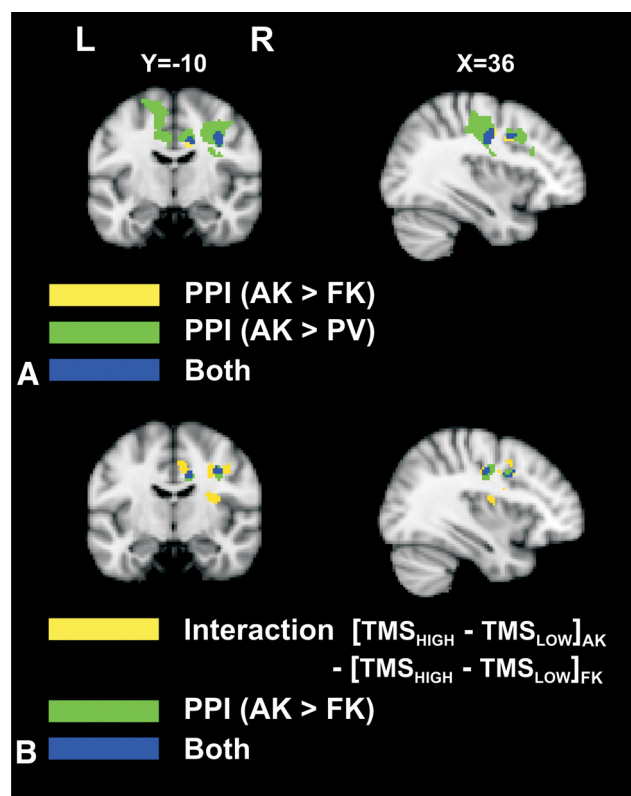 L R
Y=-10 X=36
PPI (AK > FK)
PPI (AK > PV)
A Both
Interaction [TMSHIGH - TMSLOW]AK
- [TMSHIGH - TMSLOW]FK
PPI (AK > FK)
B Both